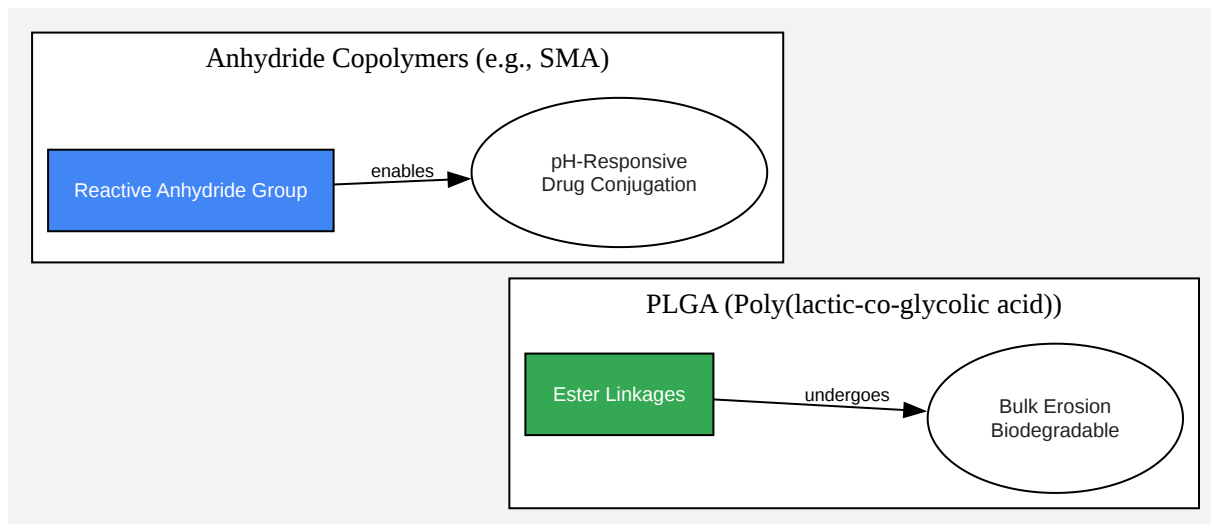 Anhydride Copolymers (e.g., SMA)
Reactive Anhydride Group
enables
pH-Responsive
Drug Conjugation
PLGA (Poly(lactic-co-glycolic acid))
Ester Linkages
undergoes
Bulk Erosion
Biodegradable